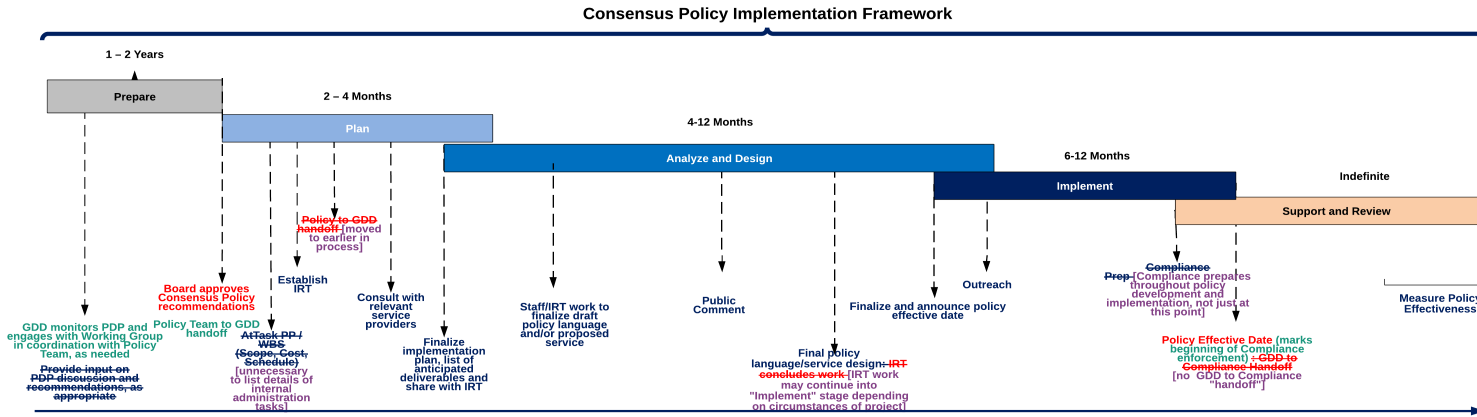 Consensus Policy Implementation Framework
1 – 2 Years
Prepare
2 – 4 Months
Plan
4-12 Months
Analyze and Design
6-12 Months
Implement
Indefinite
Support and Review
GDD monitors PDP and
engages with Working Group
in coordination with Policy
Team, as needed
Provide input on
PDP discussion and
recommendations, as
appropriate
Board approves
Consensus Policy
recommendations
Policy Team to GDD
handoff
AtTask PP /
WBS
(Scope, Cost,
Schedule)
[unnecessary
to list details of
internal
administration
tasks]
Establish
IRT
Policy to GDD
handoff [moved
to earlier in
process]
Consult with
relevant
service
providers
Finalize
implementation
plan, list of
anticipated
deliverables and
share with IRT
Staff/IRT work to
finalize draft
policy language
and/or proposed
service
Public
Comment
Final policy
language/service design: IRT
concludes work [IRT work
may continue into
"Implement" stage depending
on circumstances of project]
Finalize and announce policy
effective date
Outreach
Compliance
Prep [Compliance prepares
throughout policy
development and
implementation, not just at
this point]
Policy Effective Date (marks
beginning of Compliance
enforcement) : GDD to
Compliance Handoff
[no GDD to Compliance
"handoff"]
Measure Policy
Effectiveness